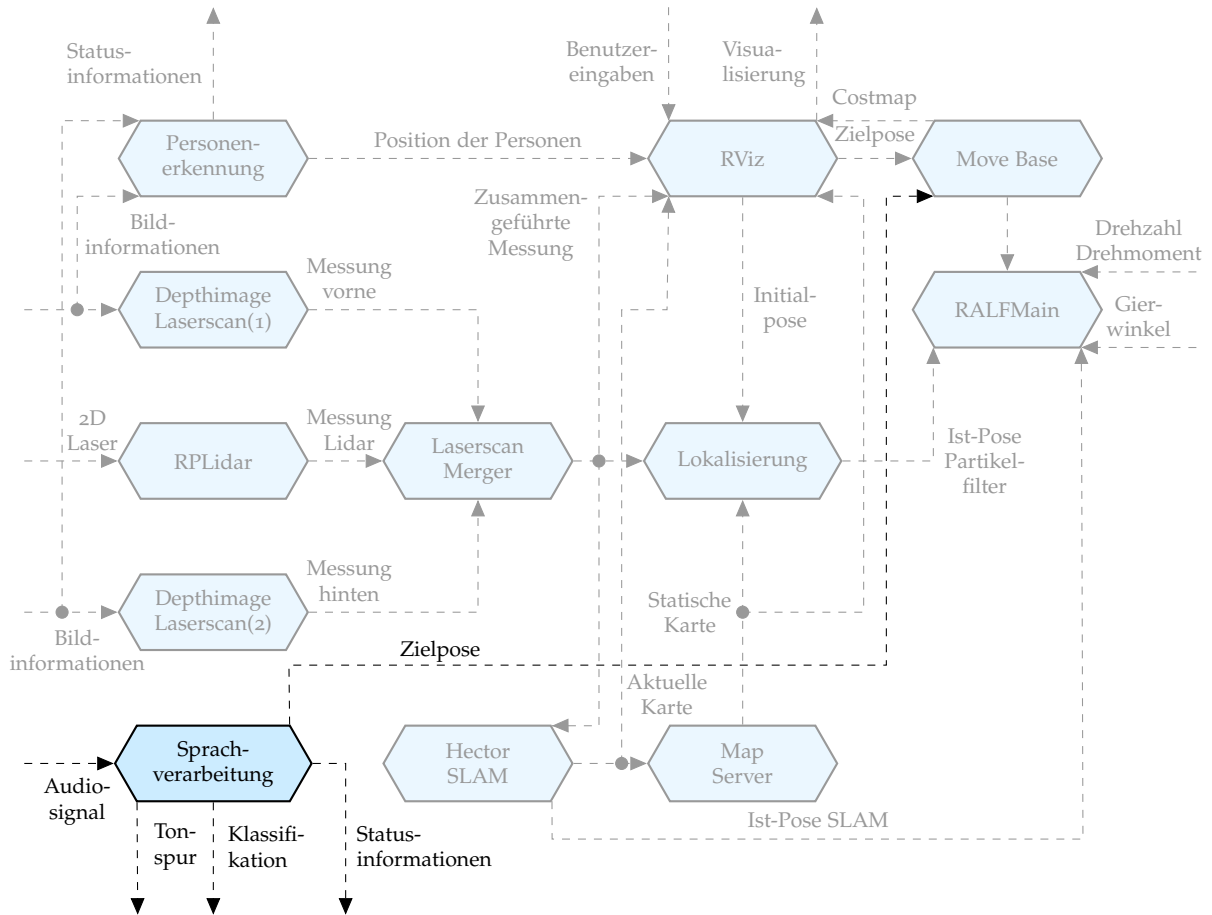 Status-
informationen
Benutzer-
eingaben
Visua-
lisierung
Costmap
Personen-
erkennung
Position der Personen
RViz
Zielpose
Move Base
Bild-
informationen
Zusammen-
geführte
Messung
Drehzahl
Drehmoment
Depthimage
Laserscan(1)
Messung
vorne
Initial-
pose
RALFMain
Gier-
winkel
2D
Laser
RPLidar
Messung
Lidar
Laserscan
Merger
Lokalisierung
Ist-Pose
Partikel-
filter
Depthimage
Laserscan(2)
Messung
hinten
Statische
Karte
Bild-
informationen
Zielpose
Aktuelle
Karte
Sprach-
verarbeitung
Hector
SLAM
Map
Server
Audio-
signal
Ton-
spur
Klassifi-
kation
Status-
informationen
Ist-Pose SLAM